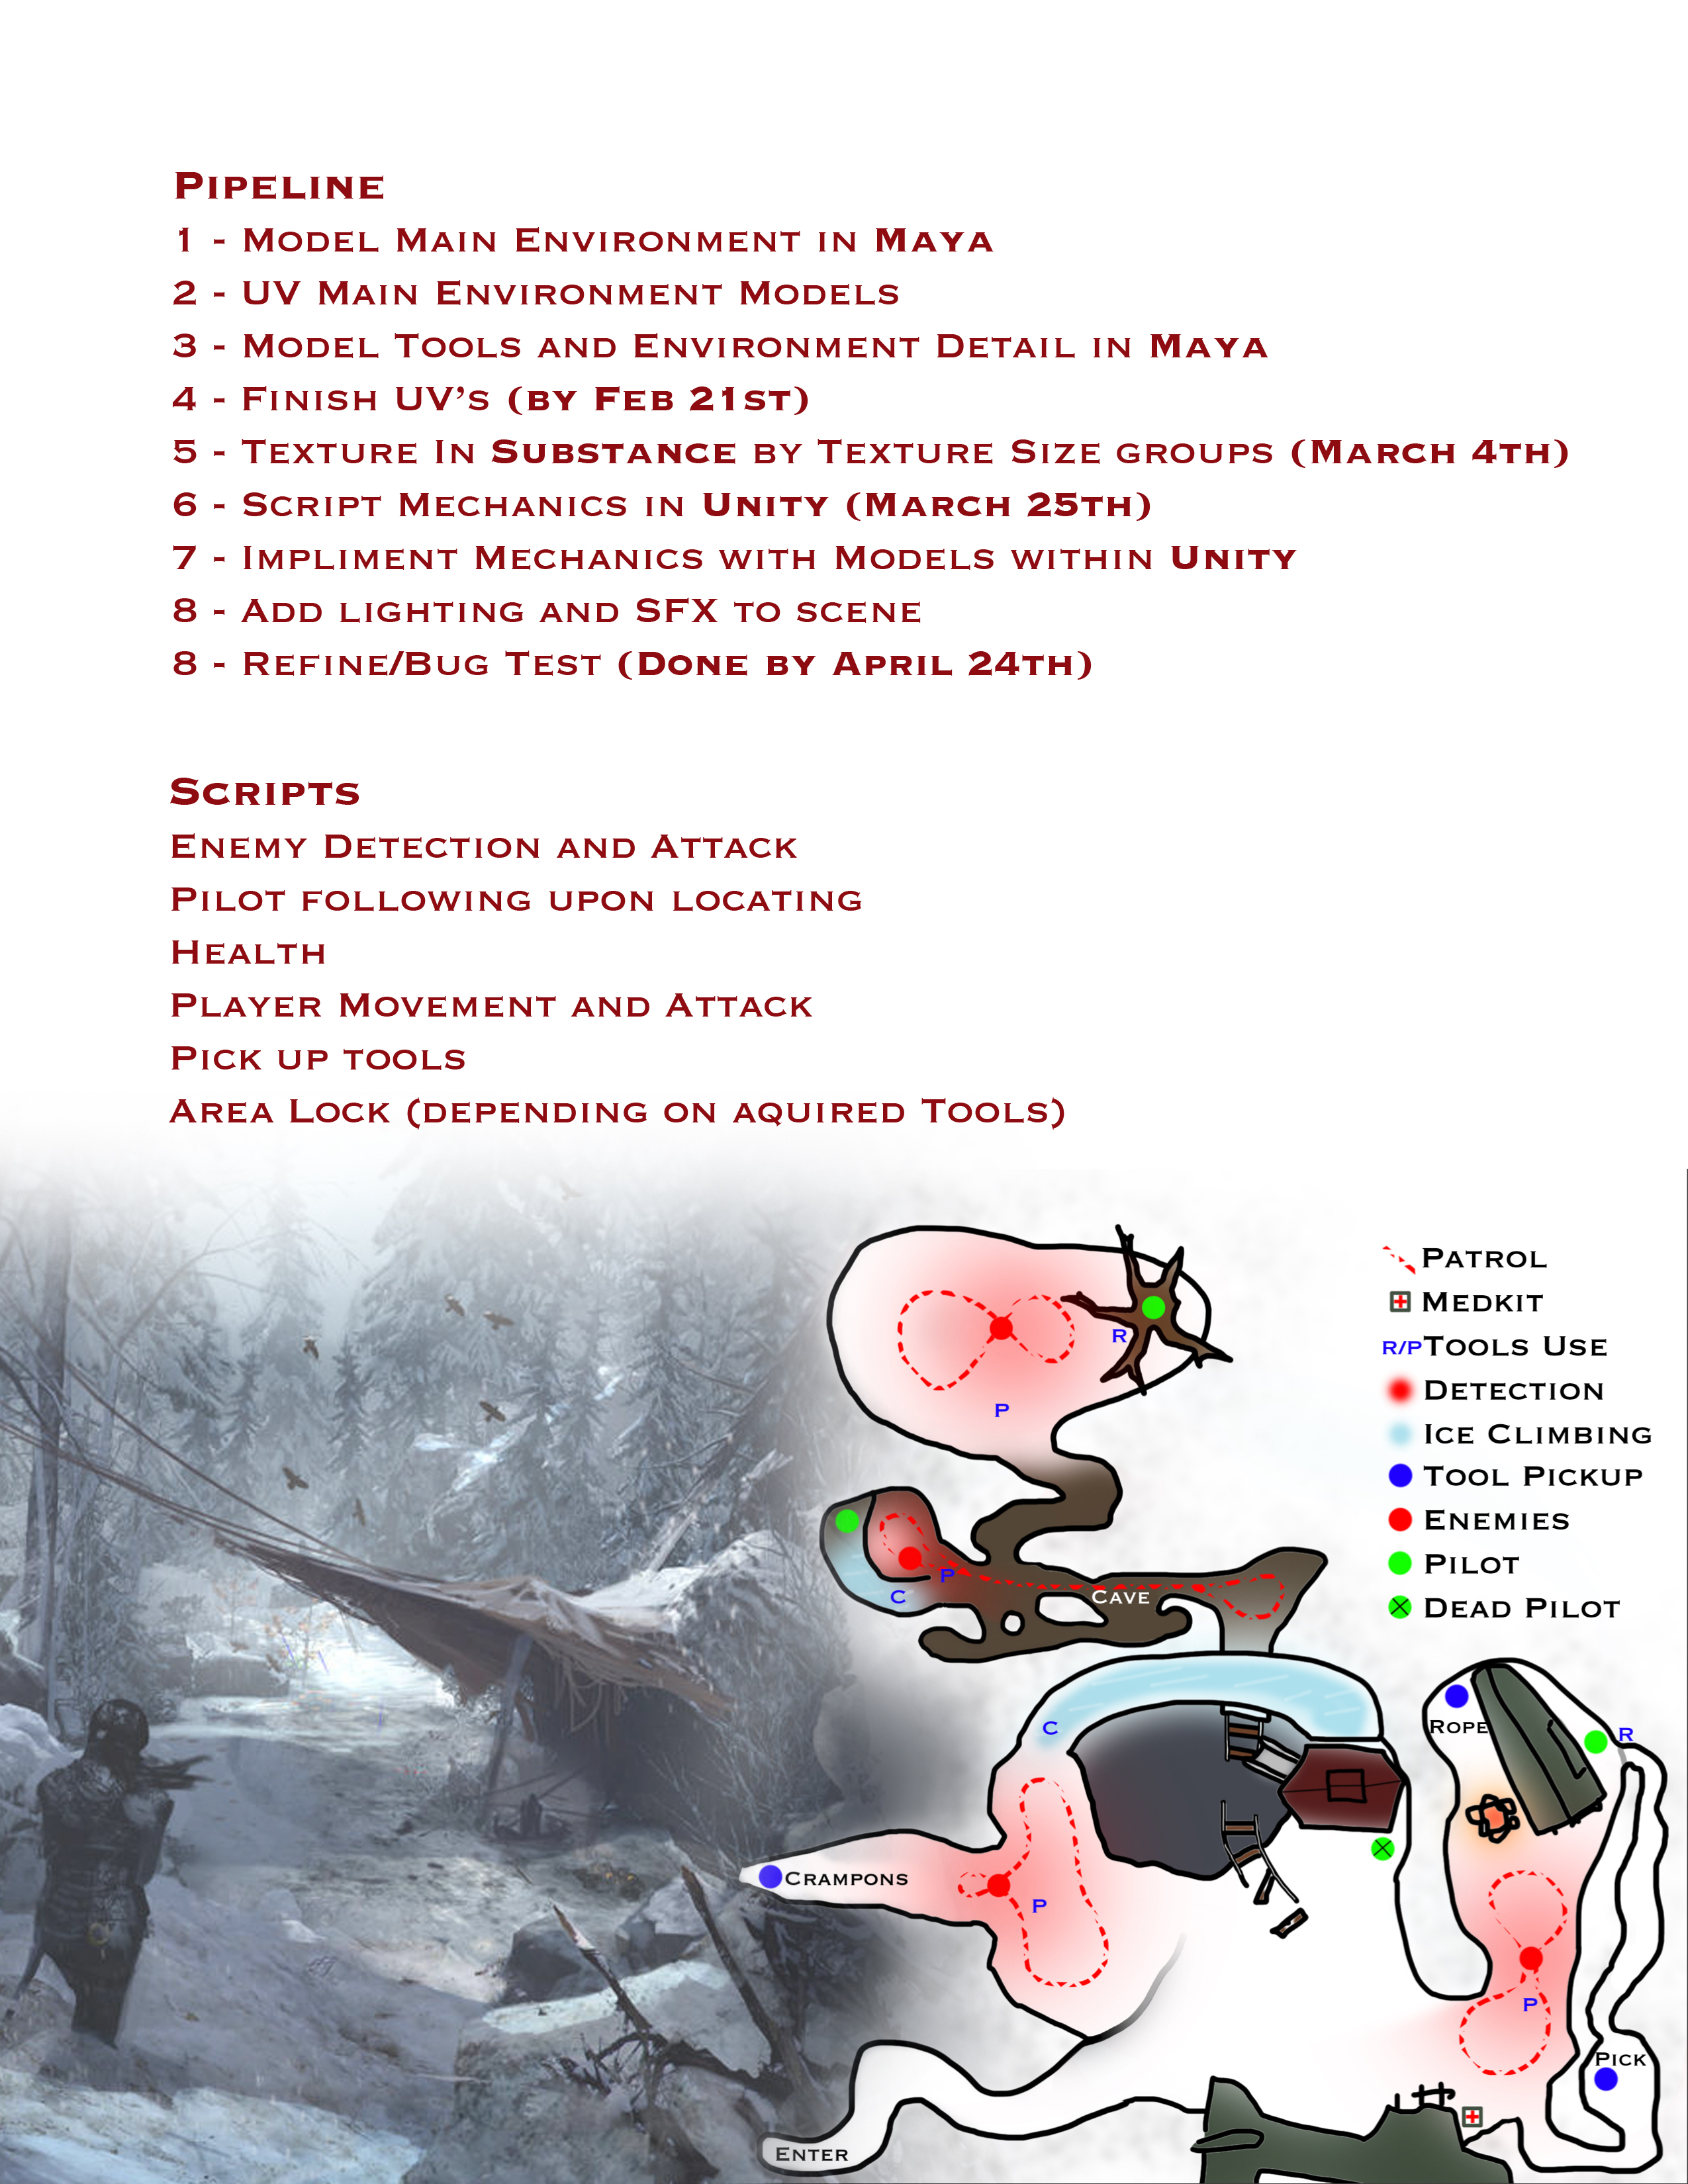 Pipeline
1 - Model Main Environment in Maya
2 - UV Main Environment Models
3 - Model Tools and Environment Detail in Maya
4 - Finish UV's (by Feb 21st)
5 - Texture In Substance by Texture Size groups (March 4th)
6 - Script Mechanics in Unity (March 25th)
7 - Impliment Mechanics with Models within Unity
8 - Add lighting and SFX to scene
8 - Refine/Bug Test (Done by April 24th)
Scripts
Enemy Detection and Attack
Pilot following upon locating
Health
Player Movement and Attack
Pick up tools
Area Lock (depending on aquired Tools)
Patrol
Medkit
R/P Tools Use
Detection
Ice Climbing
Tool Pickup
Enemies
Pilot
Dead Pilot
R
P
P
C
Cave
C
Rope
R
Crampons
P
P
Pick
Enter